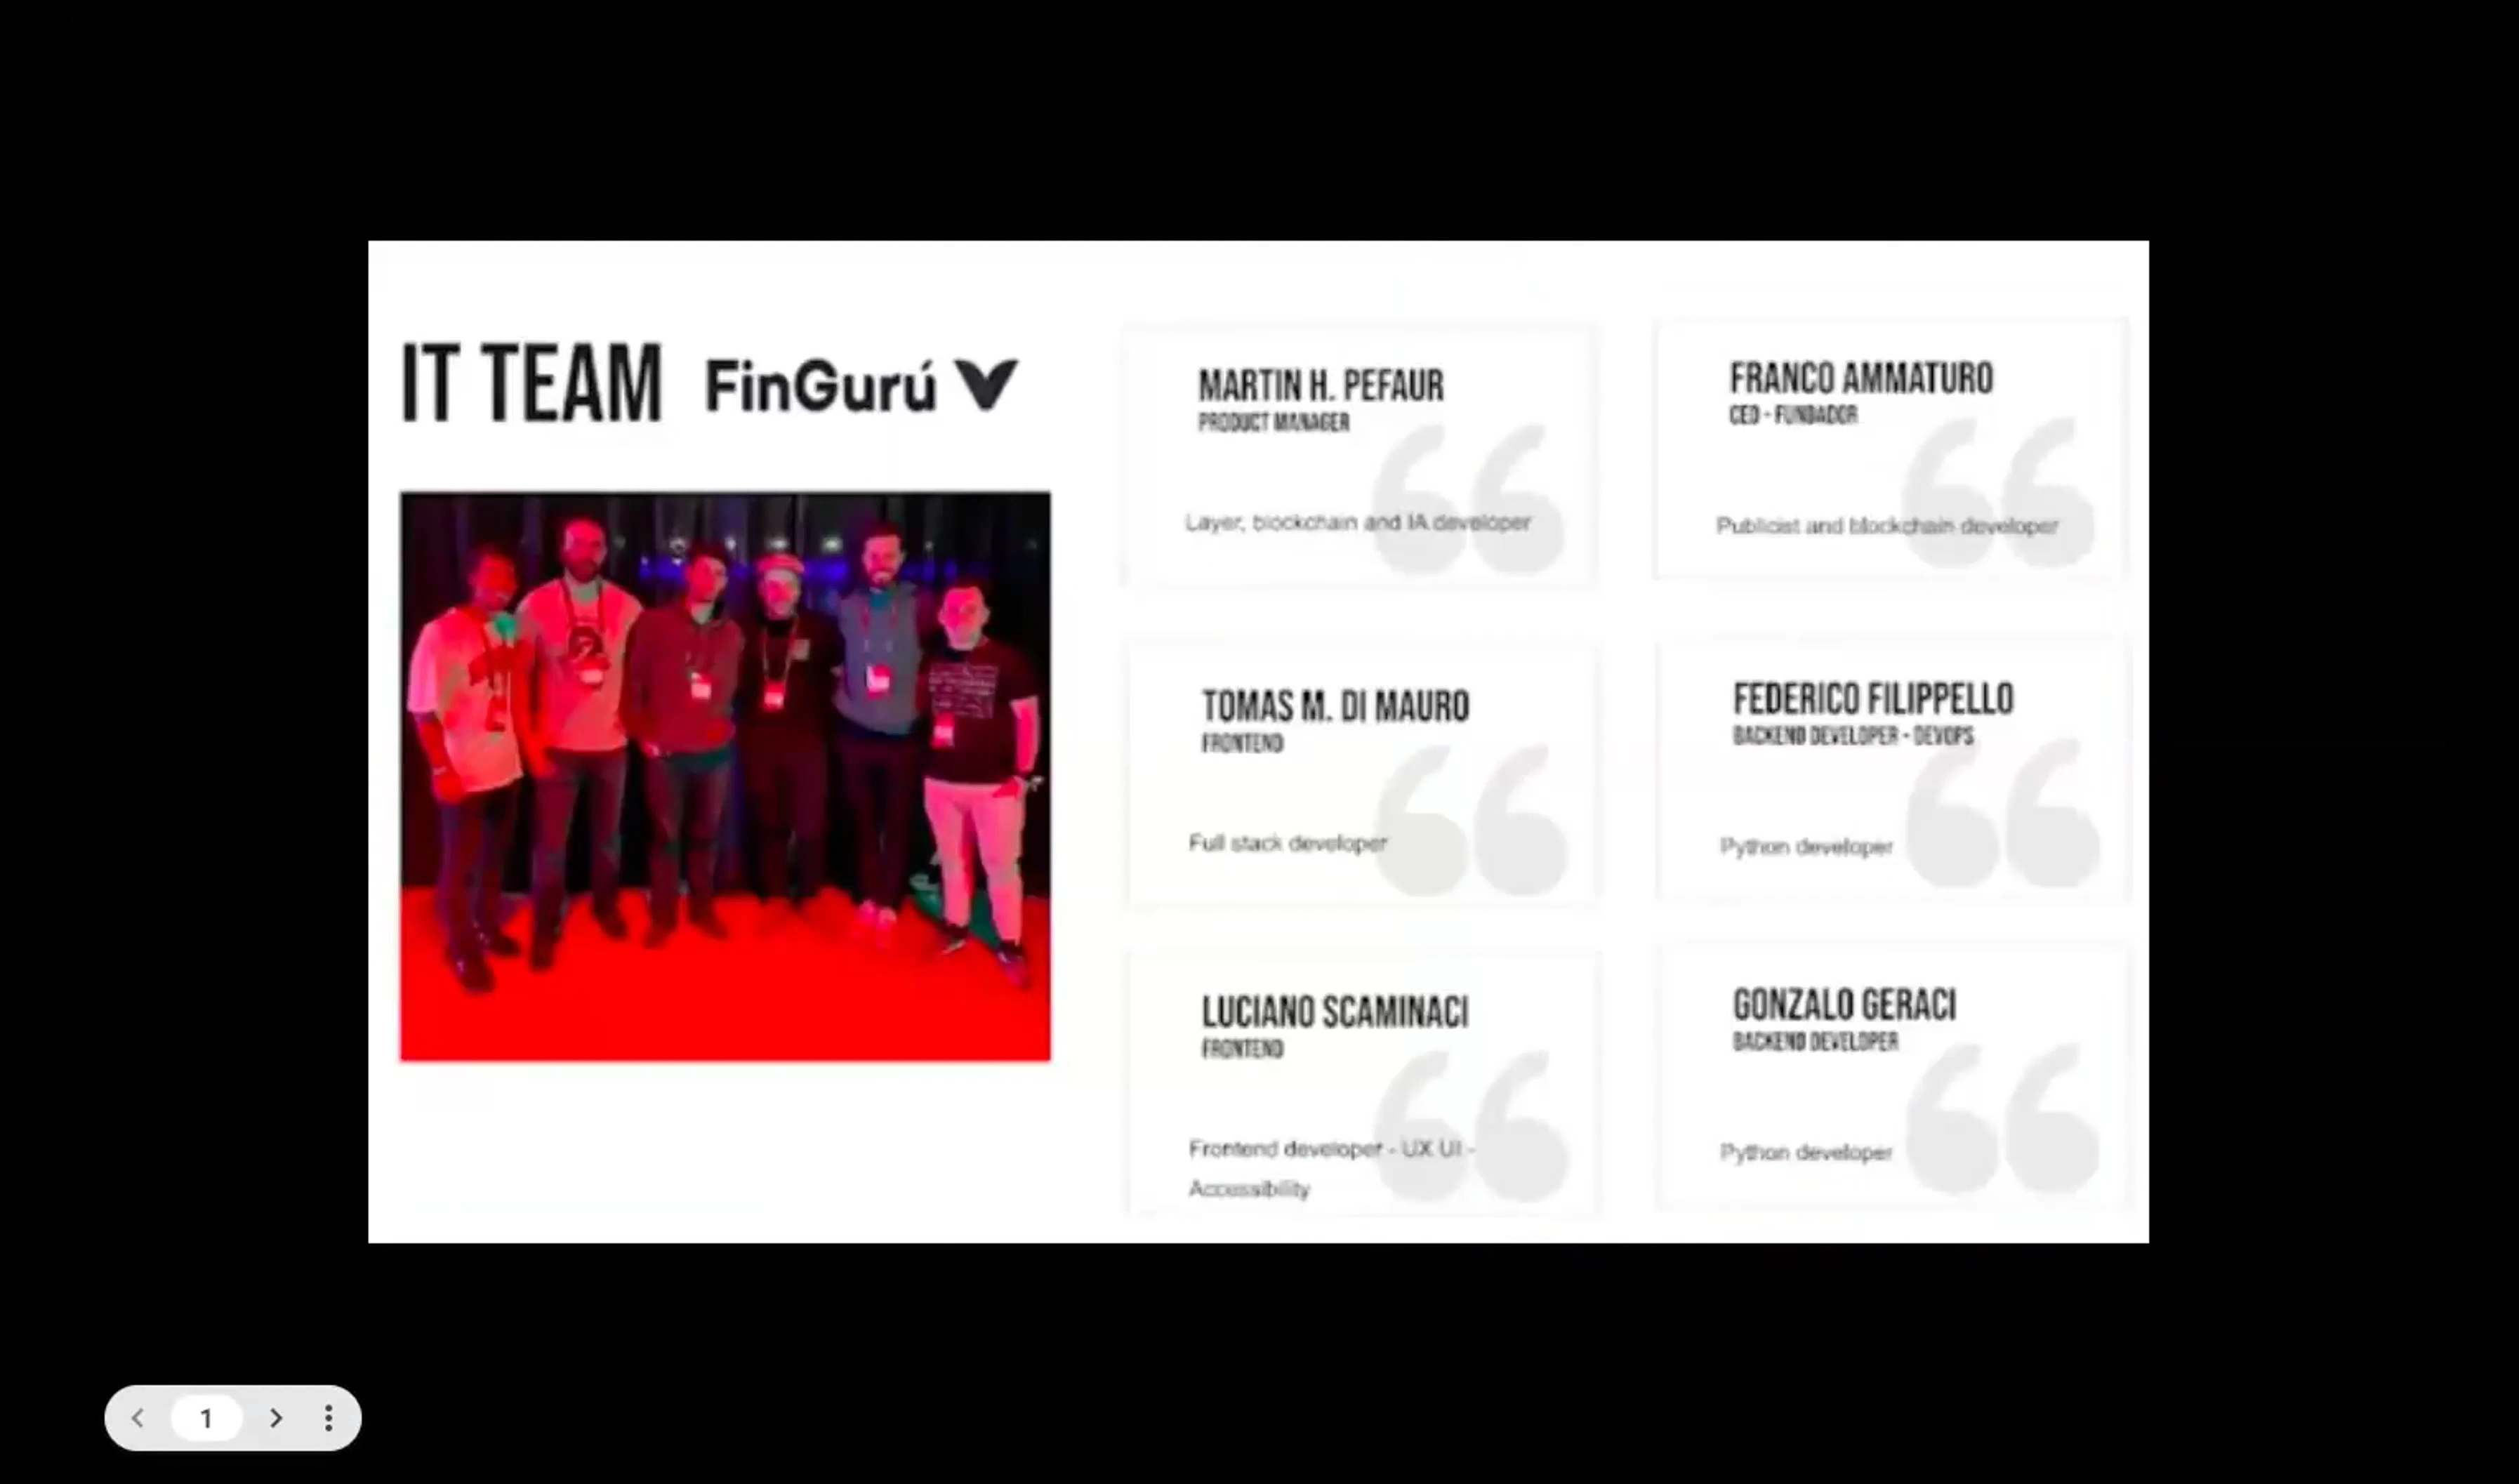 IT TEAM FinGurú
MARTIN H. PEFAUR
PRODUCT MANAGER
Layer, blockchain and IA developer
FRANCO AMMATURO
CEO - FUNDADOR
Publicist and blockchain developer
TOMAS M. DI MAURO
FRONTEND
Full stack developer
FEDERICO FILIPPELLO
BACKEND DEVELOPER - DEVOPS
Python developer
LUCIANO SCAMINACI
FRONTEND
Frontend developer - UX UI -
Accessibility
GONZALO GERACI
BACKEND DEVELOPER
Python developer
1